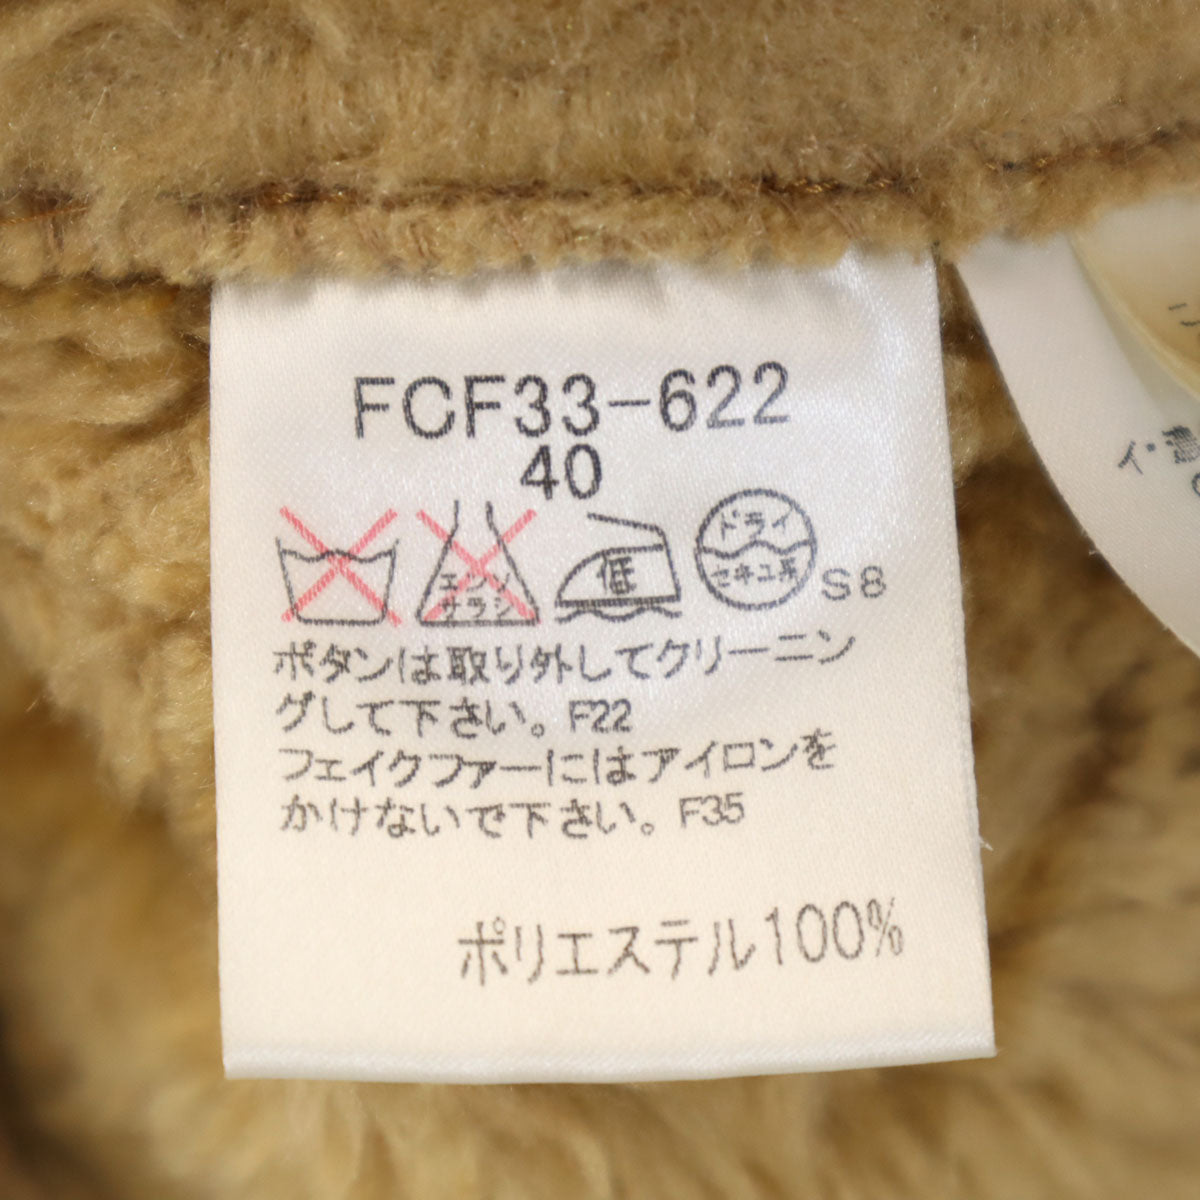 FCF33-622
40
エンソ
サラシ
低
ドライ
セキユ系
S8
ボタンは取り外してクリーニン
グして下さい。F22
フェイクファーにはアイロンを
かけないで下さい。F35
ポリエステル100%
イ・濃